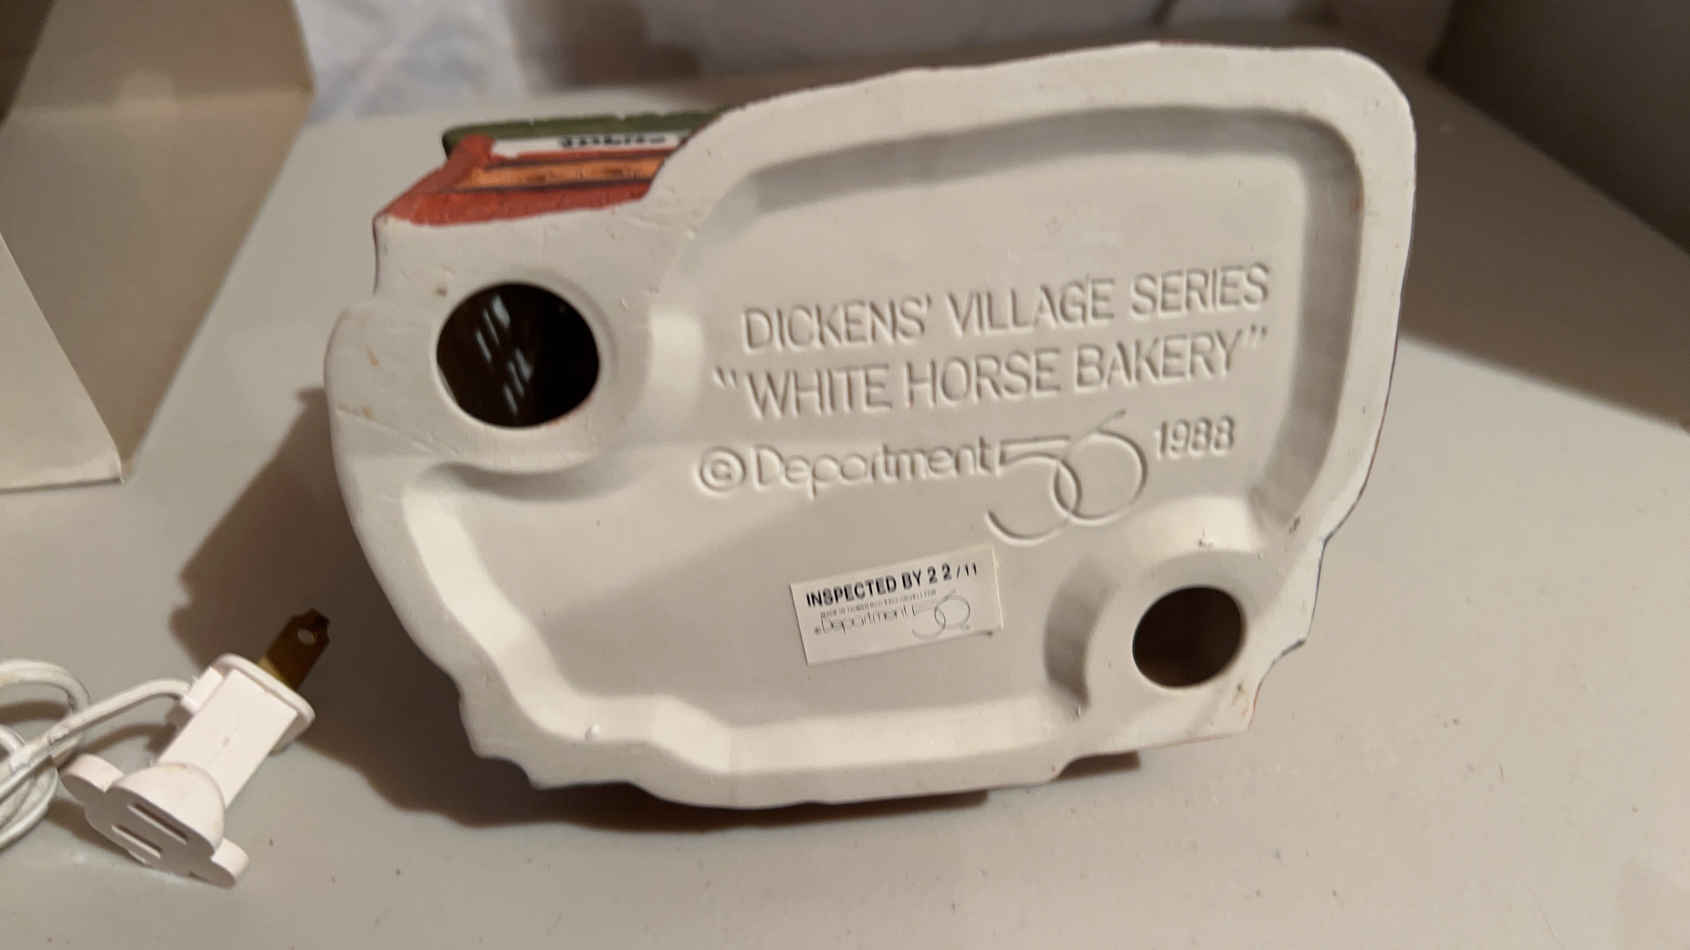 DICKENS' VILLAGE SERIES
"WHITE HORSE BAKERY"
© Department 56 1988
INSPECTED BY 22/11
Department 56